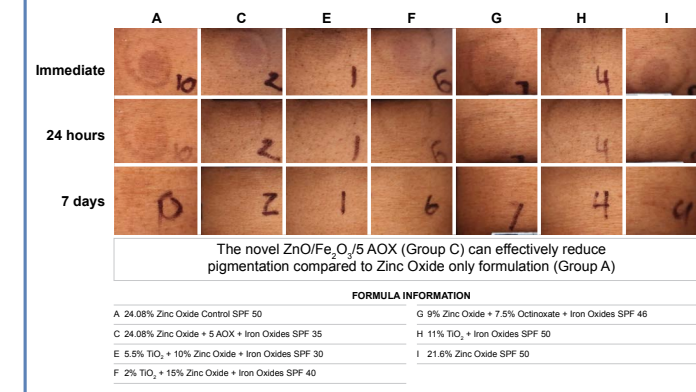 A C E F G H I
Immediate 10 2 1 6 7 4
24 hours 10 2 1 6 7 4
7 days 10 2 1 6 7 4
The novel ZnO/Fe₂O₃/5 AOX (Group C) can effectively reduce
pigmentation compared to Zinc Oxide only formulation (Group A)
FORMULA INFORMATION
A 24.08% Zinc Oxide Control SPF 50
C 24.08% Zinc Oxide + 5 AOX + Iron Oxides SPF 35
E 5.5% TiO₂ + 10% Zinc Oxide + Iron Oxides SPF 30
F 2% TiO₂ + 15% Zinc Oxide + Iron Oxides SPF 40
G 9% Zinc Oxide + 7.5% Octinoxate + Iron Oxides SPF 46
H 11% TiO₂ + Iron Oxides SPF 50
I 21.6% Zinc Oxide SPF 50